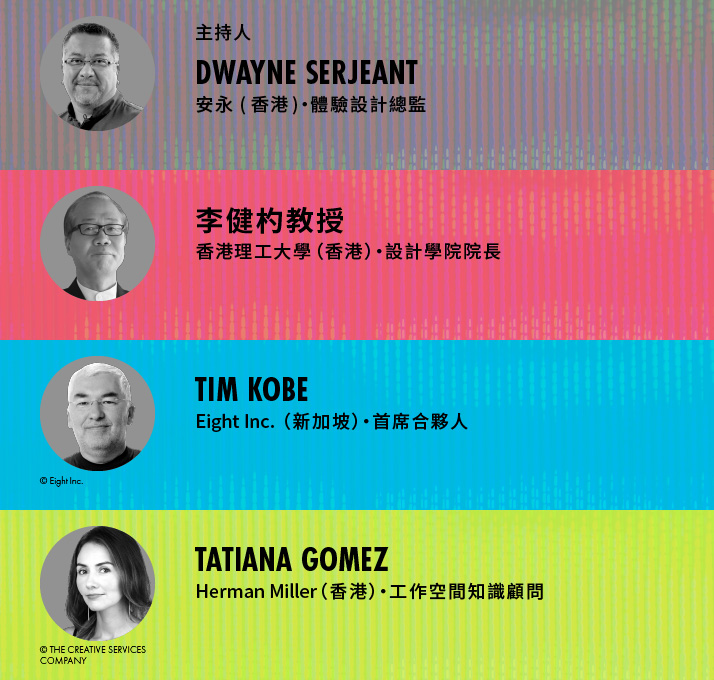 主持人
DWAYNE SERJEANT
安永 ( 香港 )・體驗設計總監
李健杓教授
香港理工大學（香港）・設計學院院長
TIM KOBE
Eight Inc.（新加坡）・首席合夥人
© Eight Inc.
TATIANA GOMEZ
Herman Miller（香港）・工作空間知識顧問
© THE CREATIVE SERVICES
COMPANY